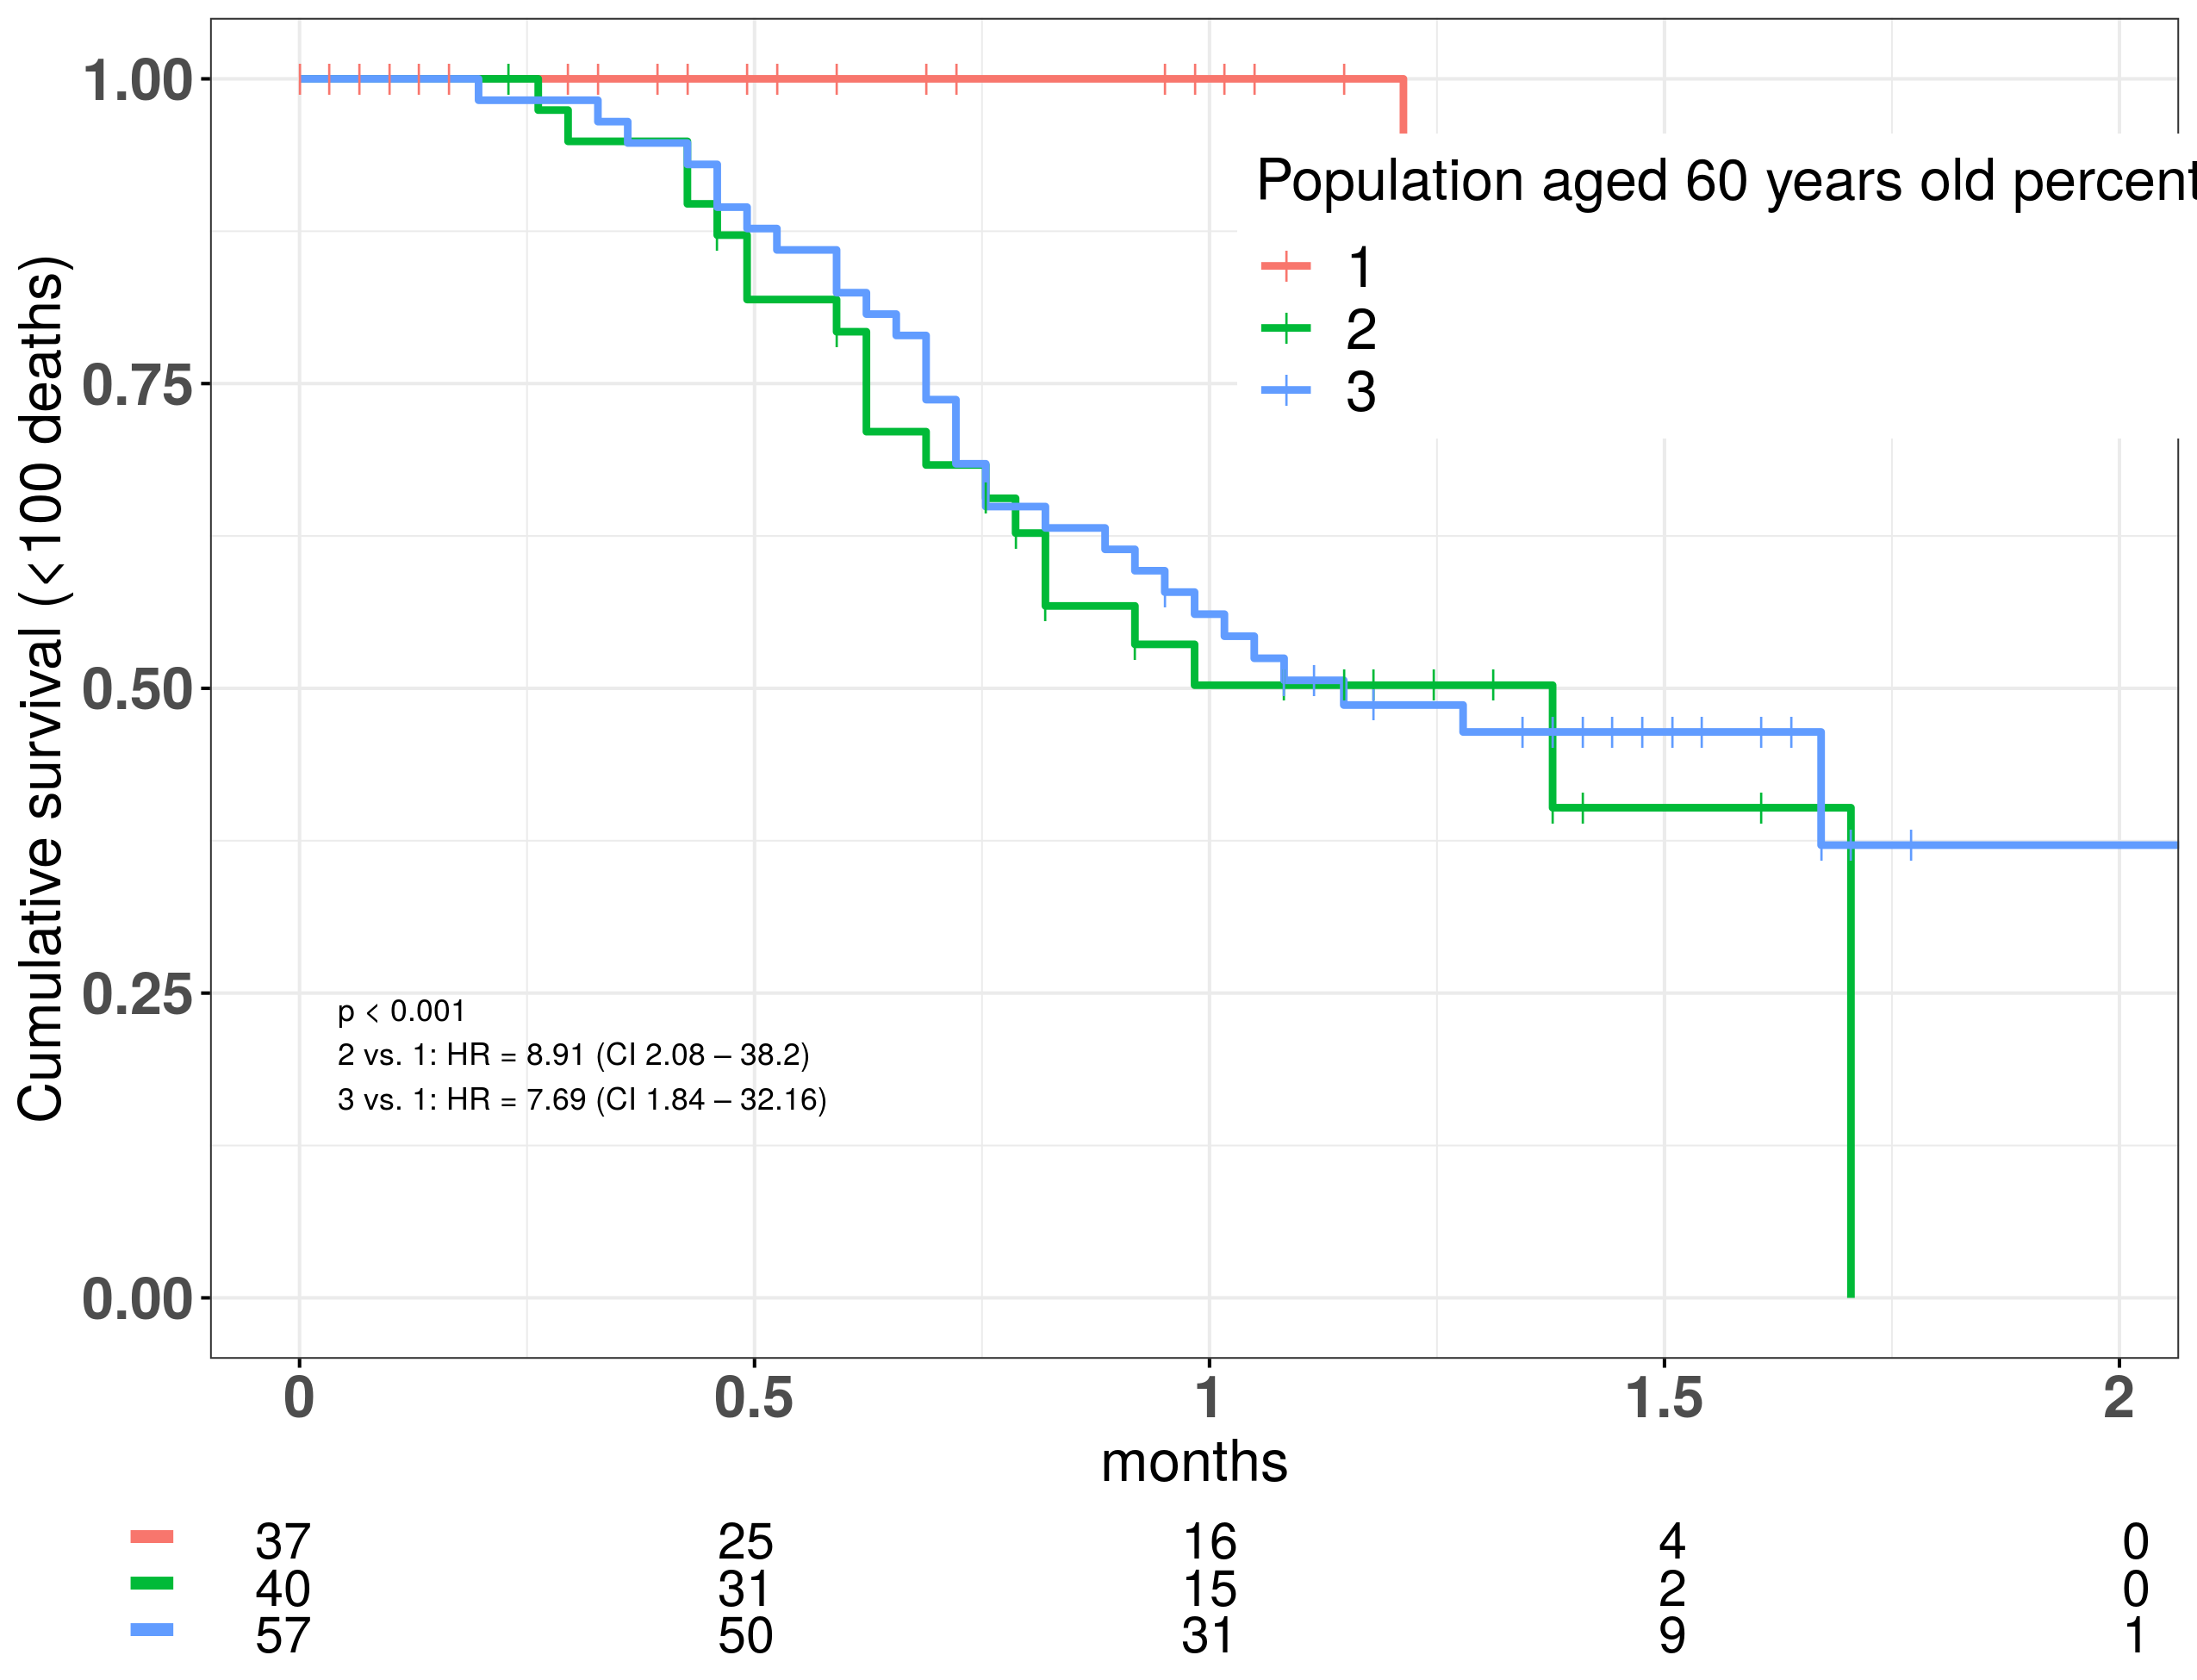 Cumulative survival (<100 deaths)
1.00
0.75
0.50
0.25
0.00
Population aged 60 years old percent
1
2
3
p < 0.001
2 vs. 1: HR = 8.91 (CI 2.08 – 38.2)
3 vs. 1: HR = 7.69 (CI 1.84 – 32.16)
0 0.5 1 1.5 2
months
37 25 16 4 0
40 31 15 2 0
57 50 31 9 1